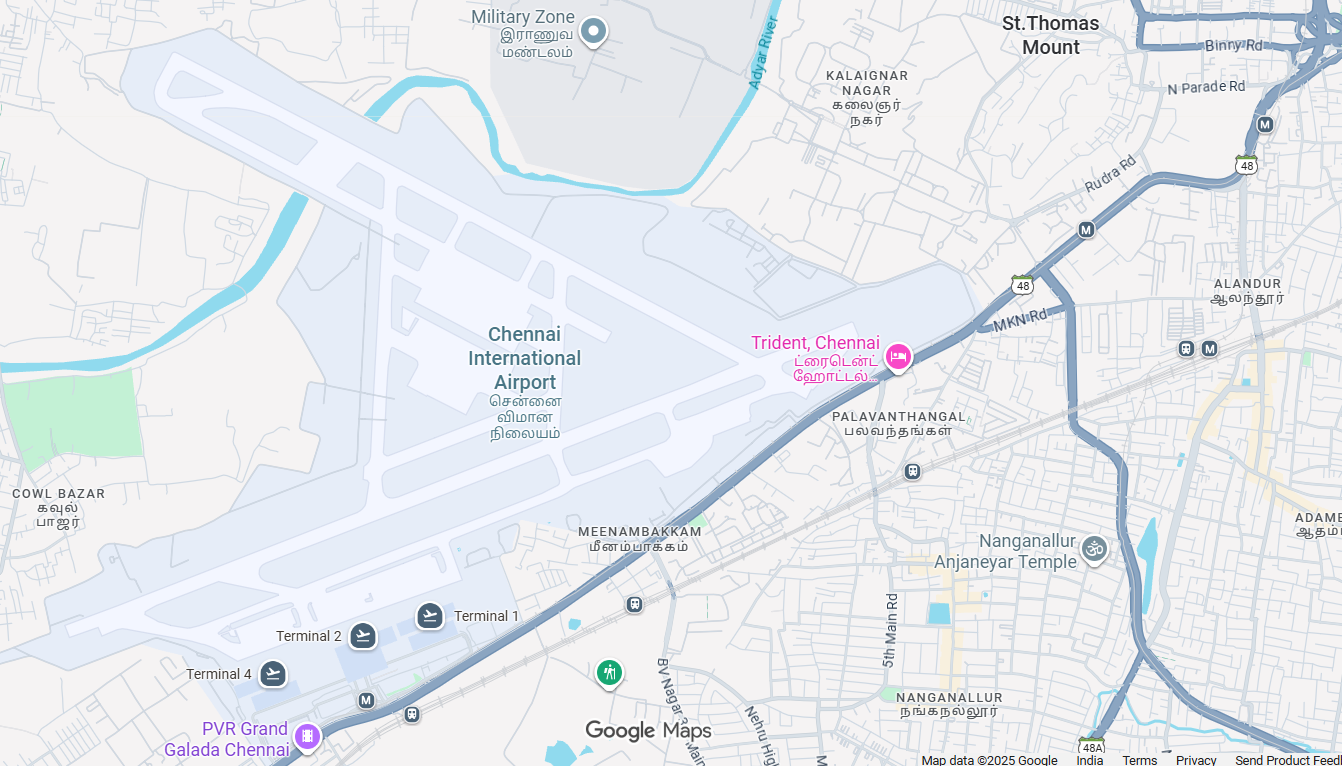 Military Zone
இராணுவ
மண்டலம்
Adyar River
St.Thomas
Mount
Binny Rd
N Parade Rd
KALAIGNAR
NAGAR
கலைஞர்
நகர்
M
48
Rudra Rd
M
48
MKN Rd
ALANDUR
ஆலந்தூர்
M
Chennai
International
Airport
சென்னை
விமான
நிலையம்
Trident, Chennai
ட்ரைடென்ட்
ஹோட்டல்...
PALAVANTHANGAL
பலவந்தங்கள்
COWL BAZAR
கவுல்
பாஜர்
MEENAMBAKKAM
மீனம்பாக்கம்
ADAMB
ஆதம்
Nanganallur
Anjaneyar Temple
Terminal 1
Terminal 2
Terminal 4
M
5th Main Rd
BV Nagar 3
Main
Nehru Hig
M
NANGANALLUR
நங்கநல்லூர்
PVR Grand
Galada Chennai
48A
Google Maps
Map data ©2025 Google India Terms Privacy Send Product Feed